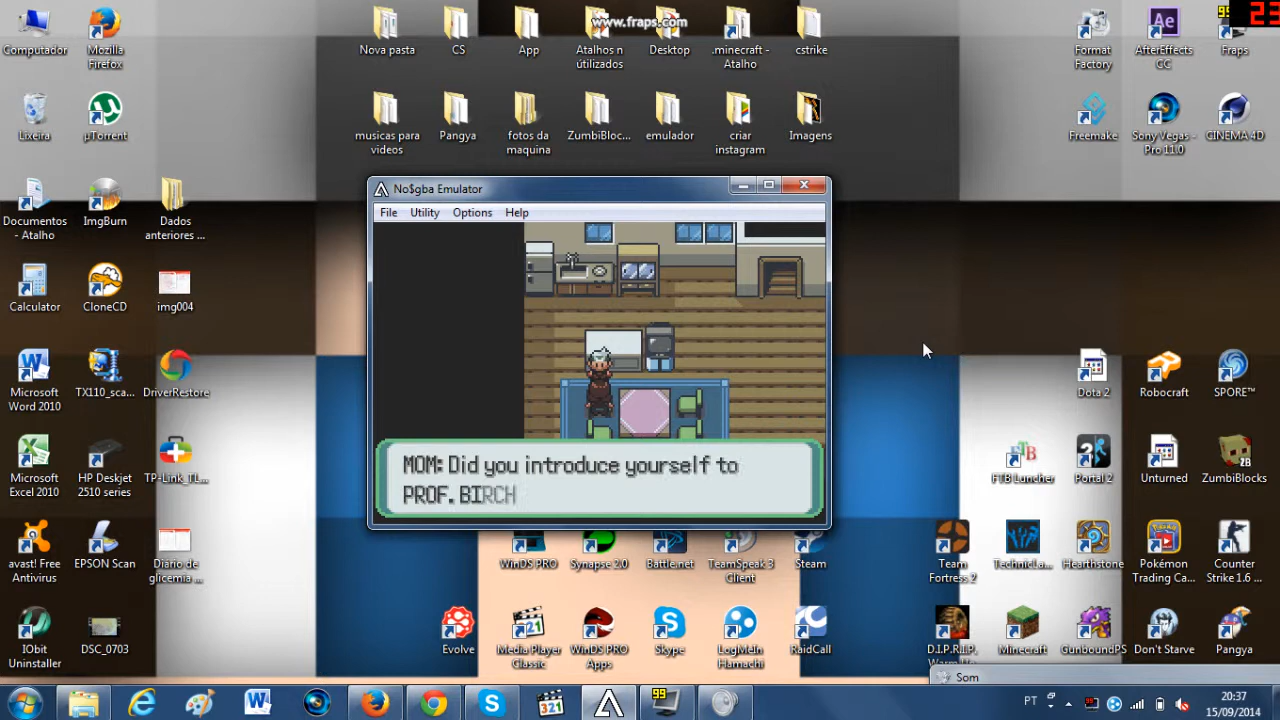 www.fraps.com
23
Computador
Mozilla
Firefox
Nova pasta
CS
App
Atalhos n
útilizados
Desktop
.minecraft -
Atalho
cstrike
Format
Factory
AfterEffects
CC
Fraps
Lixeira
µTorrent
musicas para
videos
Pangya
fotos da
maquina
ZumbiBloc...
emulador
criar
instagram
Imagens
Freemake
Sony Vegas -
Pro 11.0
CINEMA 4D
No$gba Emulator
File Utility Options Help
Documentos
- Atalho
ImgBurn
Dados
anteriores ...
Calculator
CloneCD
img004
Microsoft
Word 2010
TX110_sca...
DriverRestore
Dota 2
Robocraft
SPORE™
MOM: Did you introduce yourself to
PROF. BIRCH
Microsoft
Excel 2010
HP Deskjet
2510 series
TP-Link_TL...
FTB Luncher
Portal 2
Unturned
ZumbiBlocks
avast! Free
Antivirus
EPSON Scan
Diario de
glicemia ...
WinDS PRO
Synapse 2.0
Battle.net
TeamSpeak 3
Client
Steam
Team
Fortress 2
TechnicLa...
Hearthstone
Pokémon
Trading Ca...
Counter
Strike 1.6 ...
IObit
Uninstaller
DSC_0703
Evolve
Media Player
Classic
WinDS PRO
Apps
Skype
LogMeIn
Hamachi
RaidCall
D.I.P.R.I.P.
Minecraft
GunboundPS
Don't Starve
Pangya
Som
PT
20:37
15/09/2014